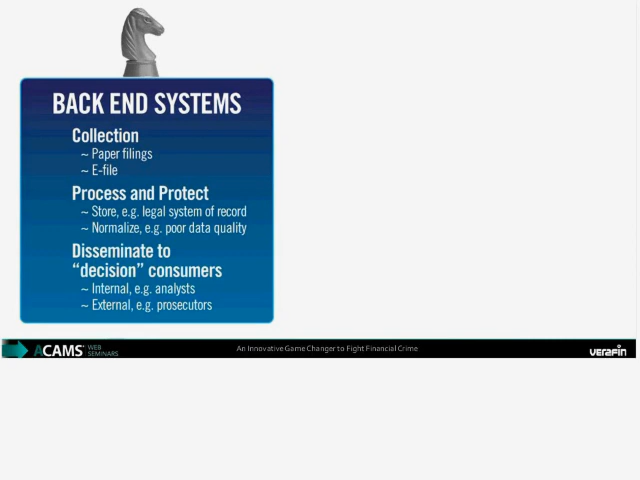 BACK END SYSTEMS
Collection
~ Paper filings
~ E-file
Process and Protect
~ Store, e.g. legal system of record
~ Normalize, e.g. poor data quality
Disseminate to
“decision” consumers
~ Internal, e.g. analysts
~ External, e.g. prosecutors
ACAMS WEB
SEMINARS
An Innovative Game Changer to Fight Financial Crime
VERAFIN